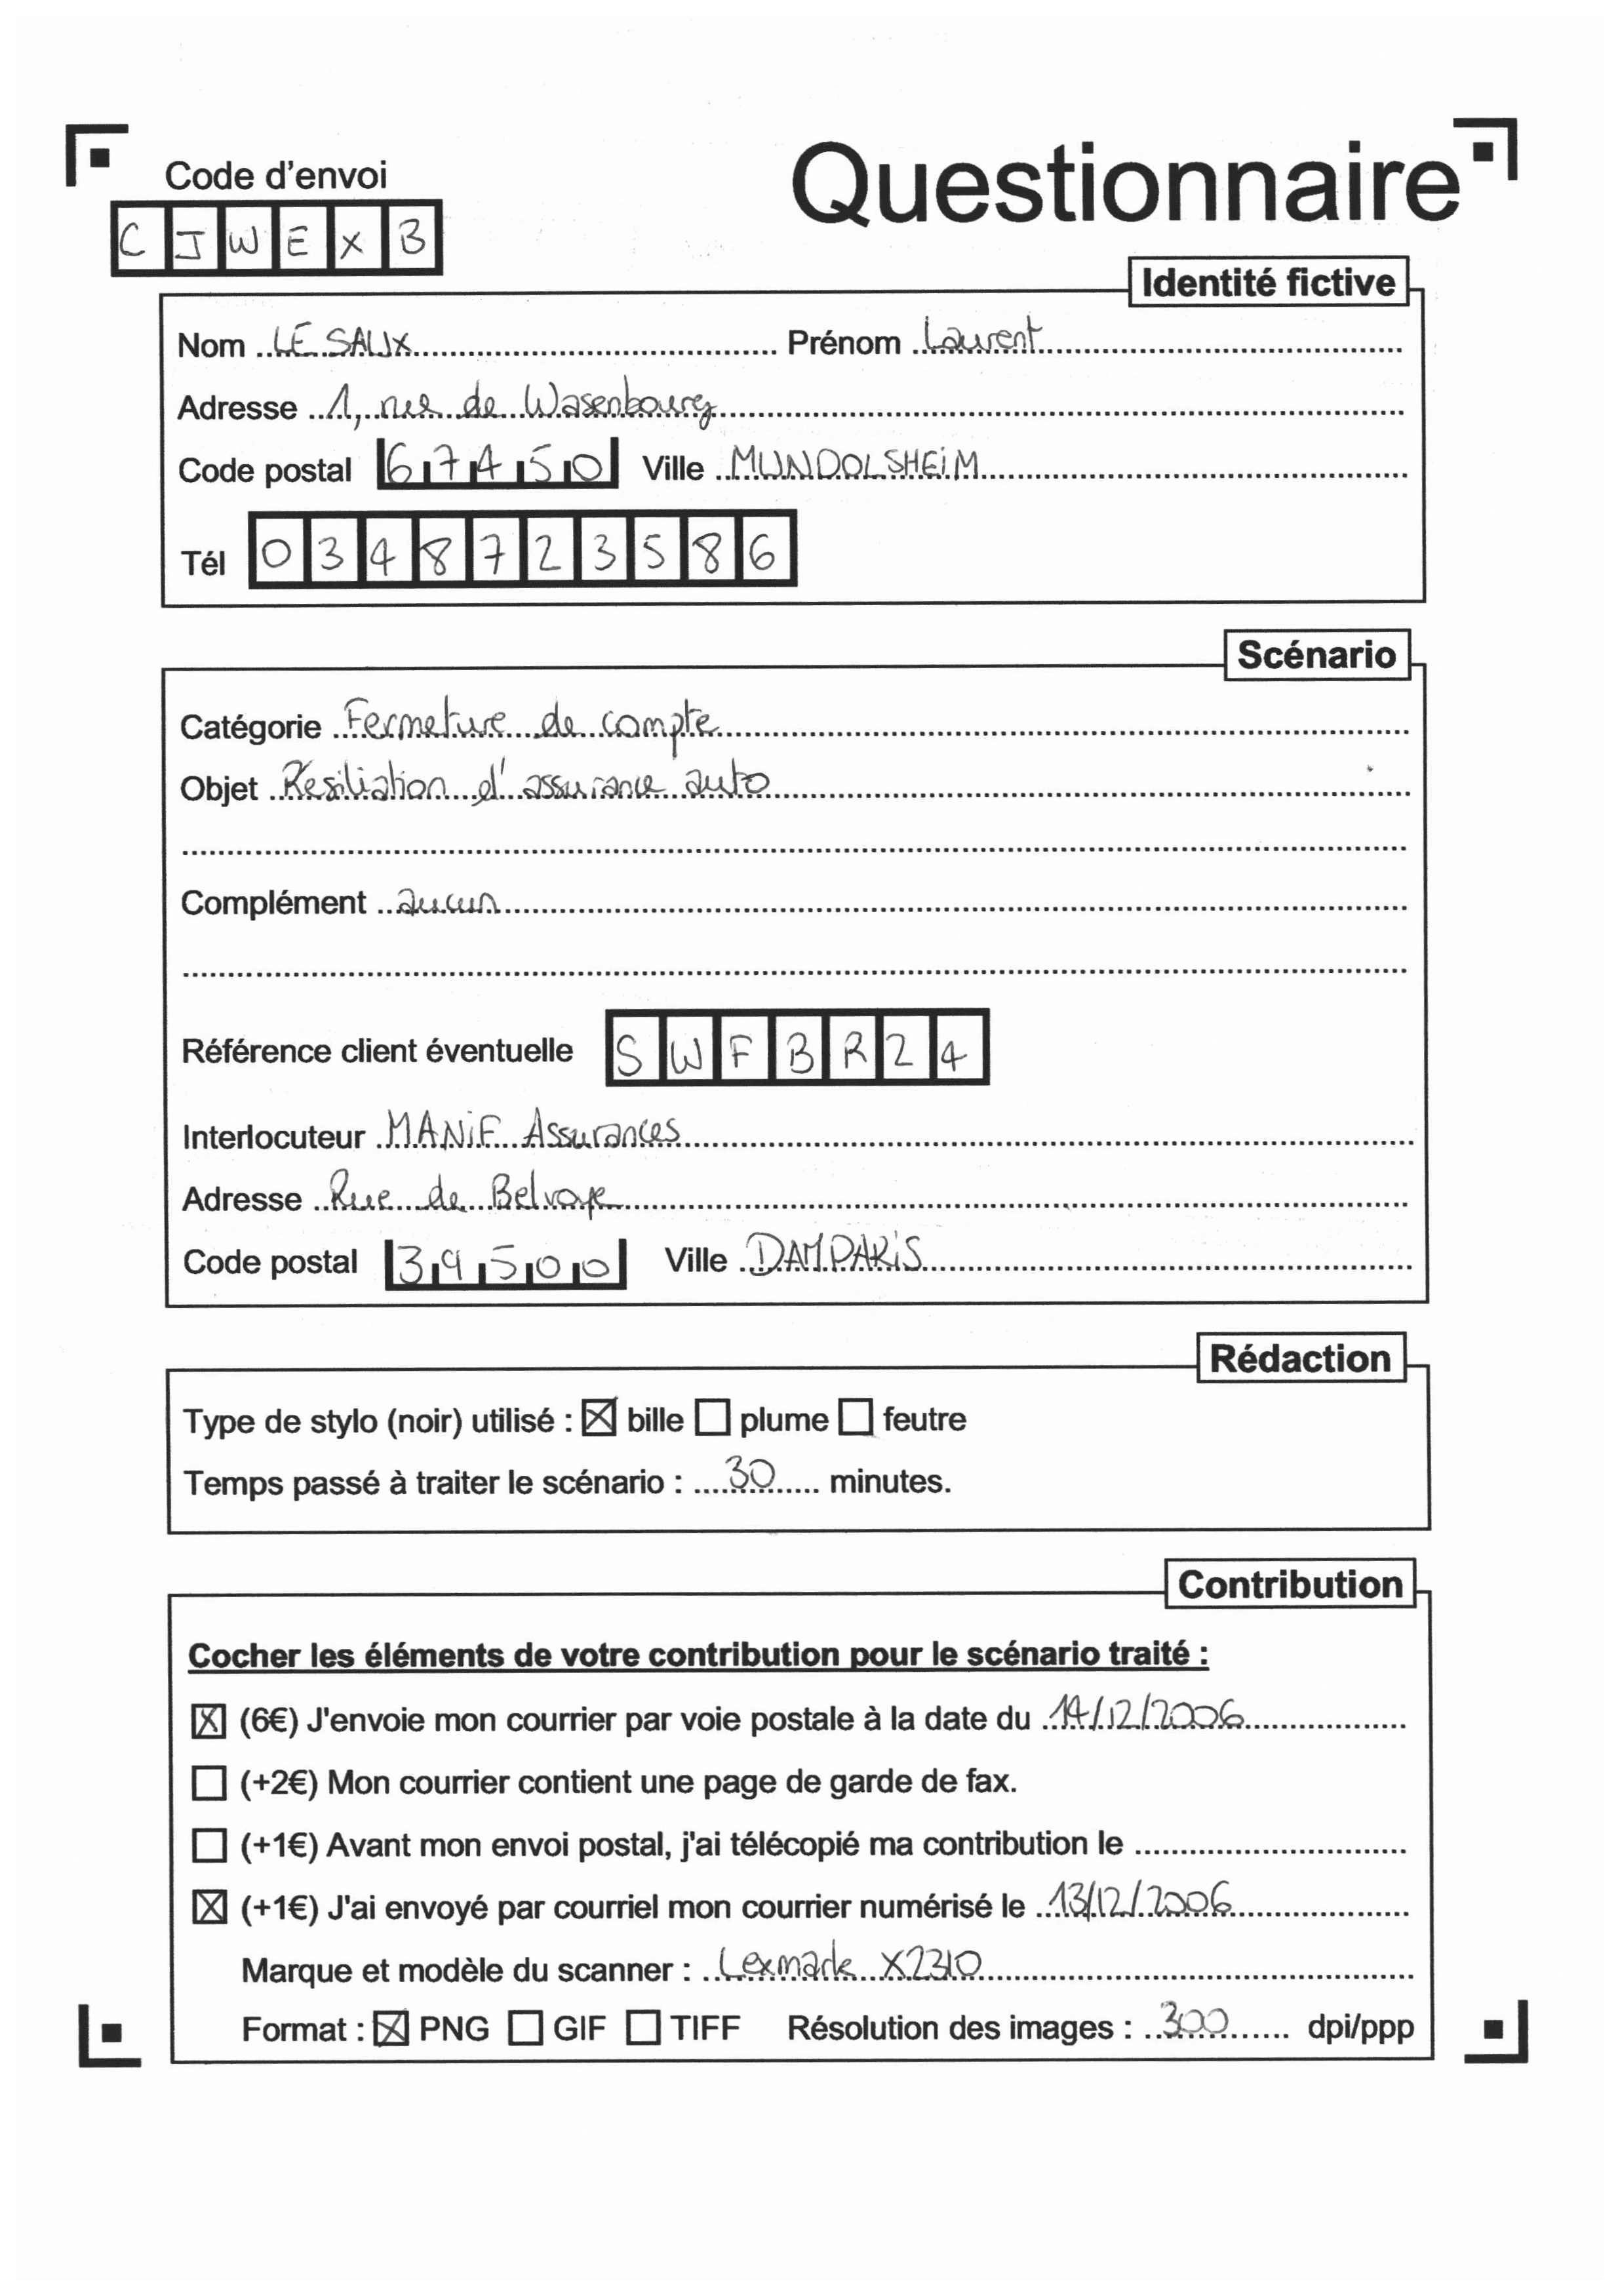 Questionnaire
Code d'envoi
C J W E X B
Identité fictive
Nom LE SAUX Prénom Laurent
Adresse 1, rue de Wasenbourg
Code postal 67450 Ville MUNDOLSHEiM
Tél 0348723586
Scénario
Catégorie Fermeture de compte
Objet Resiliation d'assurance auto
Complément aucun
Référence client éventuelle S W F B R 2 4
Interlocuteur MANiF Assurances
Adresse Rue de Belvoye
Code postal 39500 Ville DAMPARiS
Rédaction
Type de stylo (noir) utilisé : ☒ bille ☐ plume ☐ feutre
Temps passé à traiter le scénario : 30 minutes.
Contribution
Cocher les éléments de votre contribution pour le scénario traité :
☒ (6€) J'envoie mon courrier par voie postale à la date du 14/12/2006
☐ (+2€) Mon courrier contient une page de garde de fax.
☐ (+1€) Avant mon envoi postal, j'ai télécopié ma contribution le
☒ (+1€) J'ai envoyé par courriel mon courrier numérisé le 13/12/2006
Marque et modèle du scanner : Lexmark X2310
Format : ☒ PNG ☐ GIF ☐ TIFF Résolution des images : 300 dpi/ppp